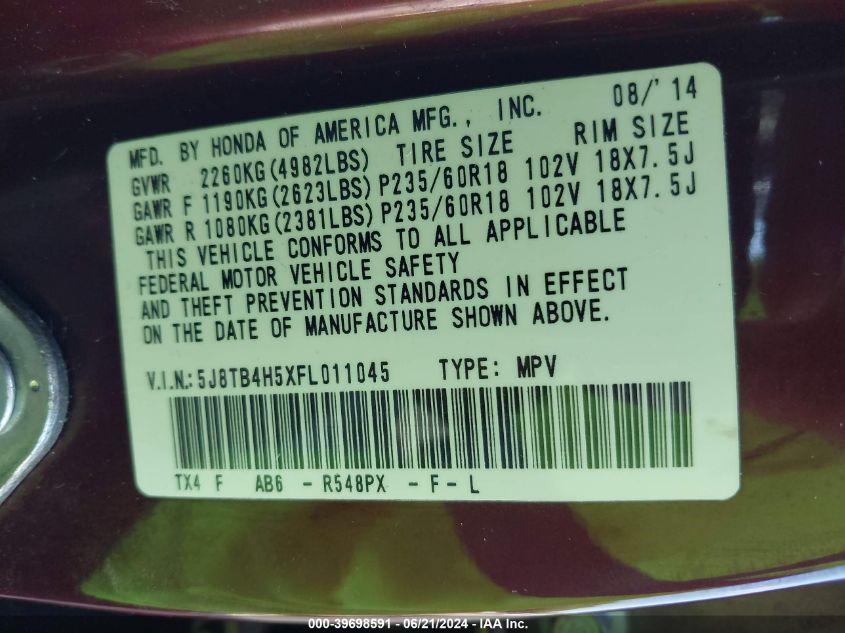 MFD. BY HONDA OF AMERICA MFG., INC. 08/'14
GVWR 2260KG(4982LBS) TIRE SIZE RIM SIZE
GAWR F 1190KG(2623LBS) P235/60R18 102V 18X7.5J
GAWR R 1080KG(2381LBS) P235/60R18 102V 18X7.5J
THIS VEHICLE CONFORMS TO ALL APPLICABLE
FEDERAL MOTOR VEHICLE SAFETY
AND THEFT PREVENTION STANDARDS IN EFFECT
ON THE DATE OF MANUFACTURE SHOWN ABOVE.
V.I.N.: 5J8TB4H5XFL011045 TYPE: MPV
TX4 F AB6 - R548PX - F - L
000-39698591 - 06/21/2024 - IAA Inc.